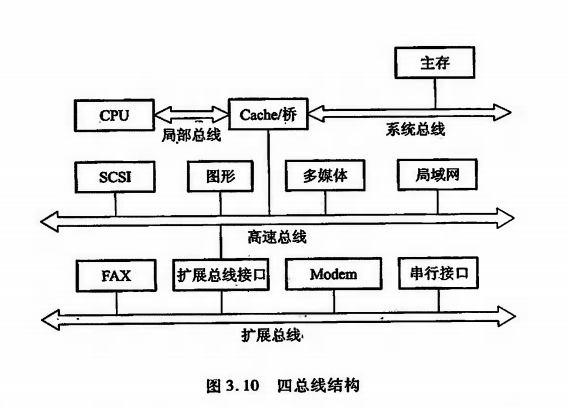 主存
CPU
Cache/桥
局部总线
系统总线
SCSI
图形
多媒体
局域网
高速总线
FAX
扩展总线接口
Modem
串行接口
扩展总线
图 3.10 四总线结构